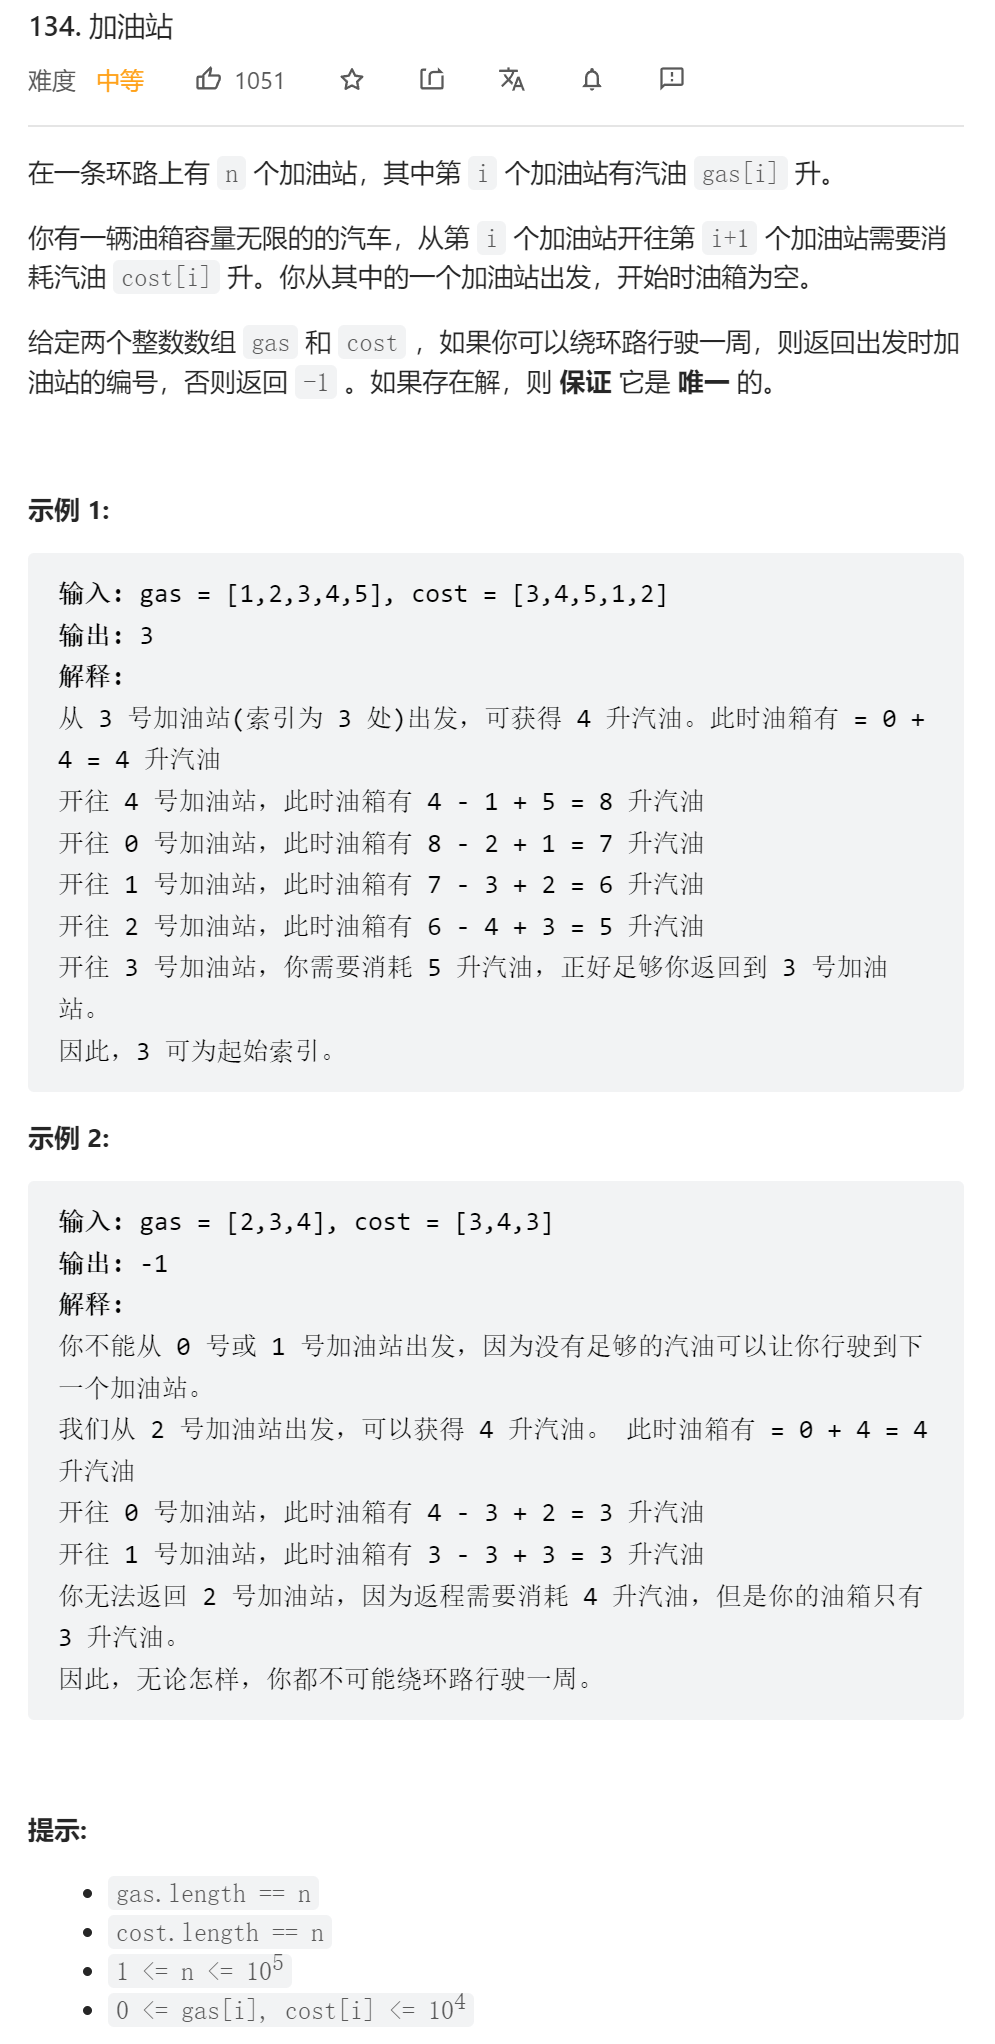 134. 加油站
难度 中等 1051
在一条环路上有 n 个加油站，其中第 i 个加油站有汽油 gas[i] 升。
你有一辆油箱容量无限的的汽车，从第 i 个加油站开往第 i+1 个加油站需要消
耗汽油 cost[i] 升。你从其中的一个加油站出发，开始时油箱为空。
给定两个整数数组 gas 和 cost ，如果你可以绕环路行驶一周，则返回出发时加
油站的编号，否则返回 -1 。如果存在解，则 保证 它是 唯一 的。
示例 1:
输入: gas = [1,2,3,4,5], cost = [3,4,5,1,2]
输出: 3
解释:
从 3 号加油站(索引为 3 处)出发，可获得 4 升汽油。此时油箱有 = 0 +
4 = 4 升汽油
开往 4 号加油站，此时油箱有 4 - 1 + 5 = 8 升汽油
开往 0 号加油站，此时油箱有 8 - 2 + 1 = 7 升汽油
开往 1 号加油站，此时油箱有 7 - 3 + 2 = 6 升汽油
开往 2 号加油站，此时油箱有 6 - 4 + 3 = 5 升汽油
开往 3 号加油站，你需要消耗 5 升汽油，正好足够你返回到 3 号加油
站。
因此，3 可为起始索引。
示例 2:
输入: gas = [2,3,4], cost = [3,4,3]
输出: -1
解释:
你不能从 0 号或 1 号加油站出发，因为没有足够的汽油可以让你行驶到下
一个加油站。
我们从 2 号加油站出发，可以获得 4 升汽油。 此时油箱有 = 0 + 4 = 4
升汽油
开往 0 号加油站，此时油箱有 4 - 3 + 2 = 3 升汽油
开往 1 号加油站，此时油箱有 3 - 3 + 3 = 3 升汽油
你无法返回 2 号加油站，因为返程需要消耗 4 升汽油，但是你的油箱只有
3 升汽油。
因此，无论怎样，你都不可能绕环路行驶一周。
提示:
• gas.length == n
• cost.length == n
• 1 <= n <= 10⁵
• 0 <= gas[i], cost[i] <= 10⁴